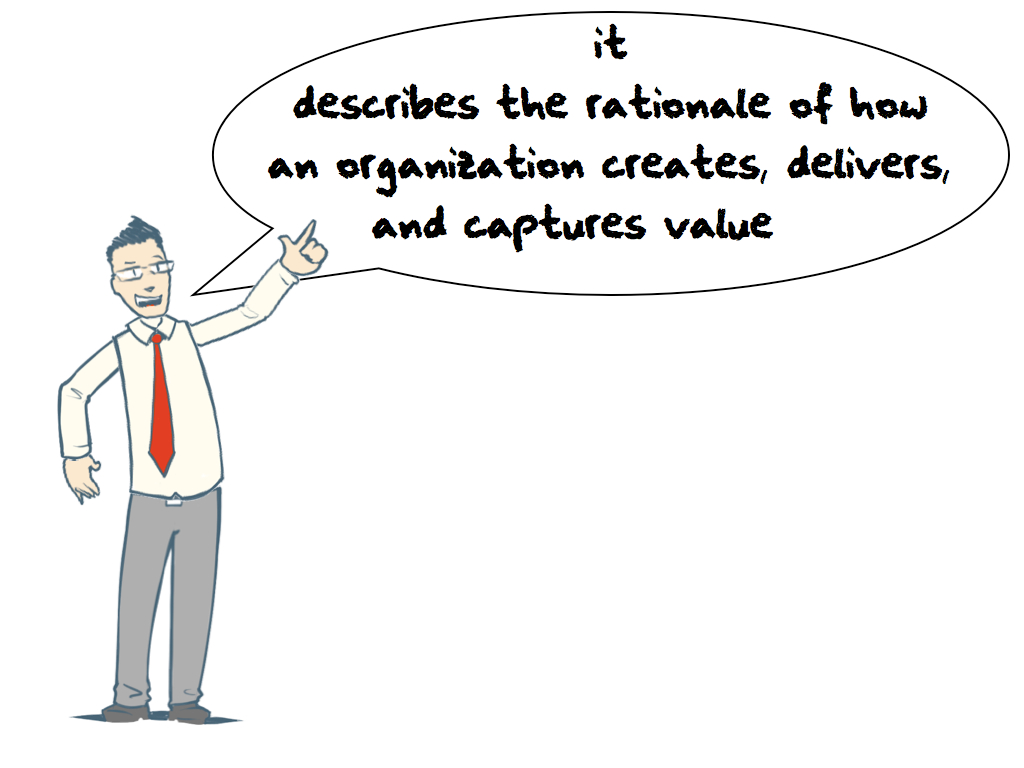 it
describes the rationale of how
an organization creates, delivers,
and captures value